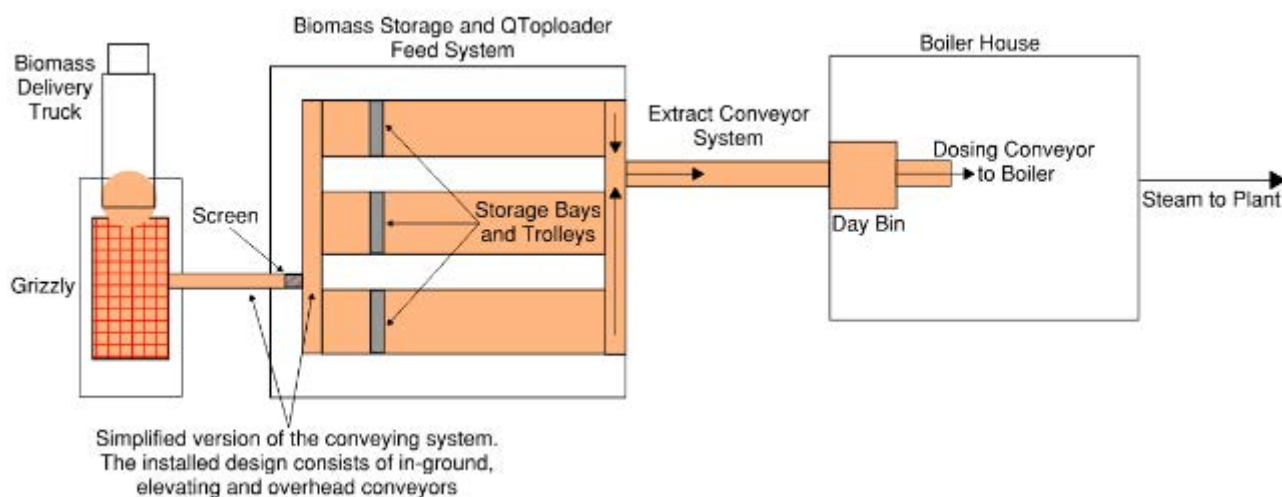 Biomass Storage and QToploader
Feed System
Boiler House
Biomass
Delivery
Truck
Extract Conveyor
System
Dosing Conveyor
to Boiler
Screen
Storage Bays
and Trolleys
Steam to Plant
Day Bin
Grizzly
Simplified version of the conveying system.
The installed design consists of in-ground,
elevating and overhead conveyors